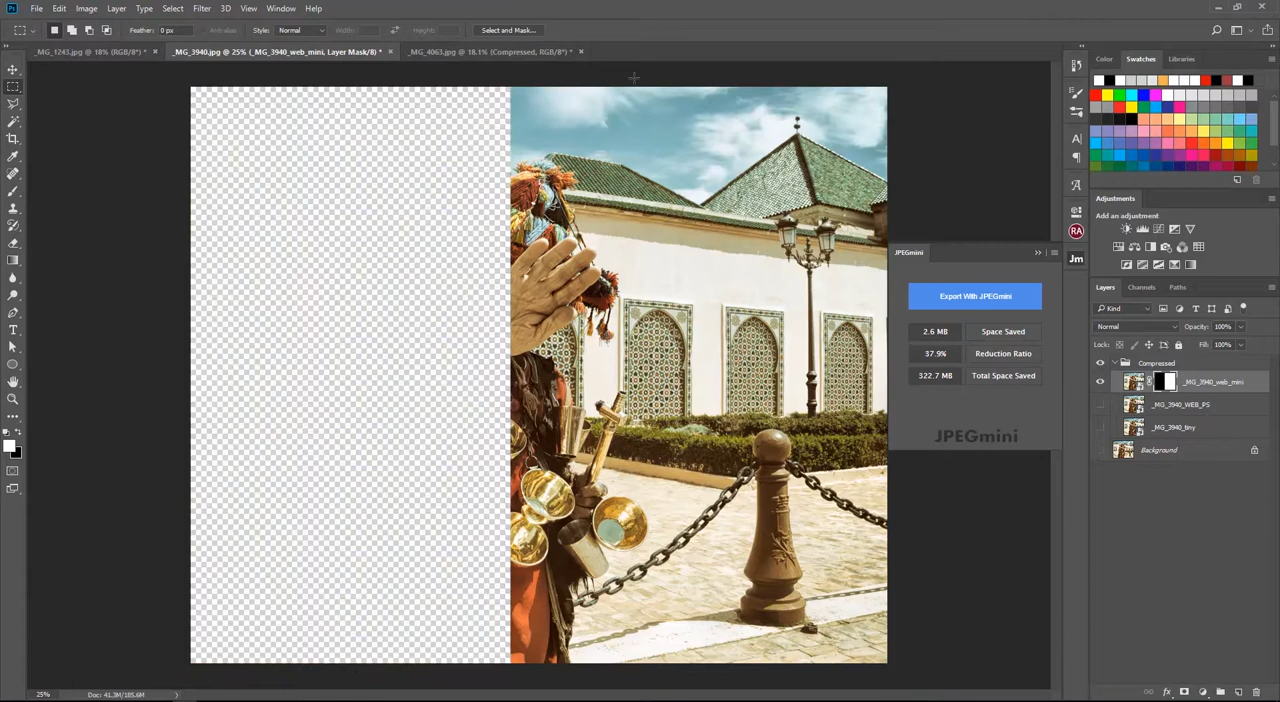 Ps File Edit Image Layer Type Select Filter 3D View Window Help
Feather: 0 px Style: Normal Width: Height: Select and Mask...
_MG_1243.jpg @ 18% (RGB/8*) * × _MG_3940.jpg @ 25% (_MG_3940_web_mini, Layer Mask/8) * × _MG_4063.jpg @ 18.1% (Compressed, RGB/8*) * ×
Color Swatches Libraries
Adjustments
Add an adjustment
RA
Jm
JPEGmini
Export With JPEGmini
2.6 MB Space Saved
37.9% Reduction Ratio
322.7 MB Total Space Saved
JPEGmini
Layers Channels Paths
Kind
Normal Opacity: 100%
Lock: Fill: 100%
Compressed
_MG_3940_web_mini
_MG_3940_WEB_PS
_MG_3940_tiny
Background
25% Doc: 41.3M/185.6M